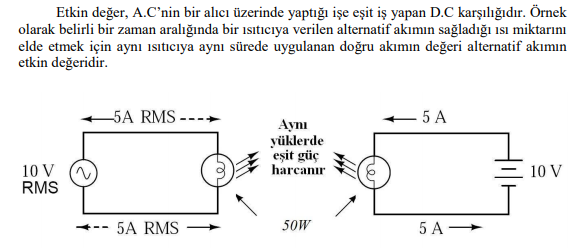 Etkin değer, A.C’nin bir alıcı üzerinde yaptığı işe eşit iş yapan D.C karşılığıdır. Örnek
olarak belirli bir zaman aralığında bir ısıtıcıya verilen alternatif akımın sağladığı ısı miktarını
elde etmek için aynı ısıtıcıya aynı sürede uygulanan doğru akımın değeri alternatif akımın
etkin değeridir.
5A RMS
10 V
RMS
5A RMS
Aynı
yüklerde
eşit güç
harcanır
50W
5 A
10 V
5 A